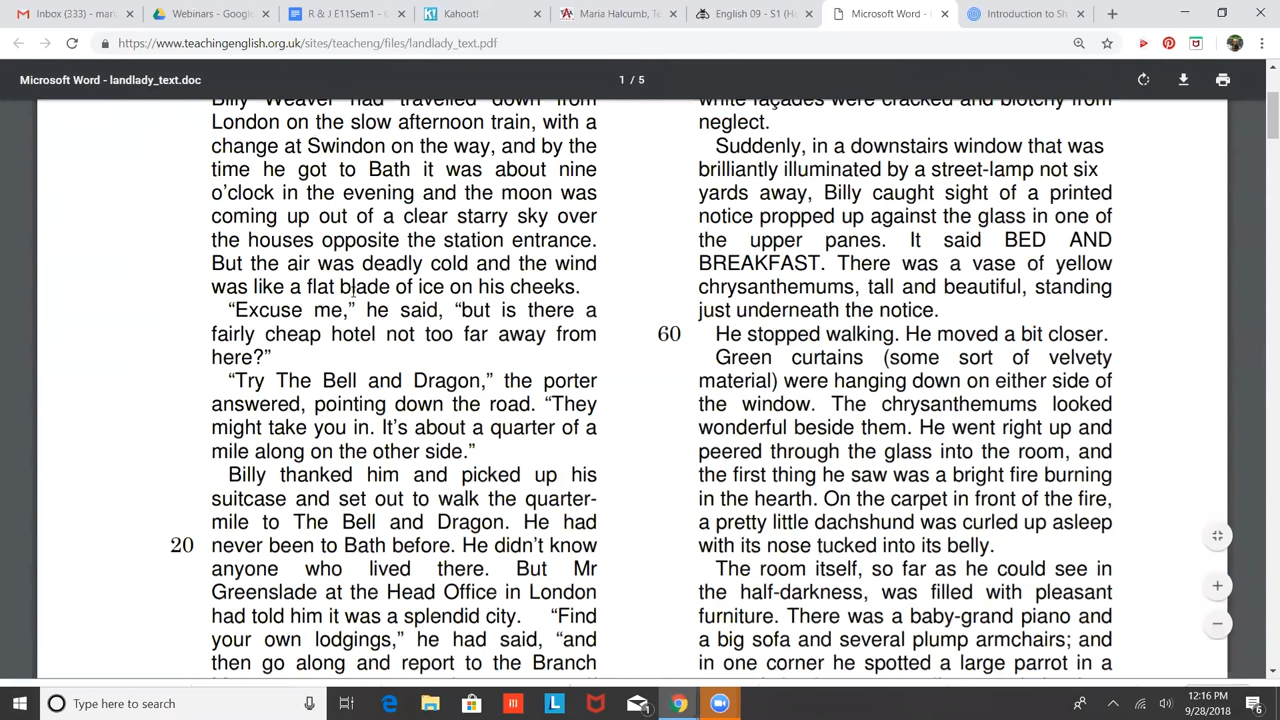 Inbox (333) - mari
Webinars - Google
R & J E11Sem1
Kahoot!
Maria Halcumb, Te
English 09 - S1 (Ho
Microsoft Word - 
Introduction to Sh
https://www.teachingenglish.org.uk/sites/teacheng/files/landlady_text.pdf
Microsoft Word - landlady_text.doc
1 / 5
Billy Weaver had travelled down from
London on the slow afternoon train, with a
change at Swindon on the way, and by the
time he got to Bath it was about nine
o'clock in the evening and the moon was
coming up out of a clear starry sky over
the houses opposite the station entrance.
But the air was deadly cold and the wind
was like a flat blade of ice on his cheeks.
“Excuse me,” he said, “but is there a
fairly cheap hotel not too far away from
here?”
“Try The Bell and Dragon,” the porter
answered, pointing down the road. “They
might take you in. It’s about a quarter of a
mile along on the other side.”
Billy thanked him and picked up his
suitcase and set out to walk the quarter-
mile to The Bell and Dragon. He had
20 never been to Bath before. He didn’t know
anyone who lived there. But Mr
Greenslade at the Head Office in London
had told him it was a splendid city. “Find
your own lodgings,” he had said, “and
then go along and report to the Branch
white façades were cracked and blotchy from
neglect.
Suddenly, in a downstairs window that was
brilliantly illuminated by a street-lamp not six
yards away, Billy caught sight of a printed
notice propped up against the glass in one of
the upper panes. It said BED AND
BREAKFAST. There was a vase of yellow
chrysanthemums, tall and beautiful, standing
just underneath the notice.
60 He stopped walking. He moved a bit closer.
Green curtains (some sort of velvety
material) were hanging down on either side of
the window. The chrysanthemums looked
wonderful beside them. He went right up and
peered through the glass into the room, and
the first thing he saw was a bright fire burning
in the hearth. On the carpet in front of the fire,
a pretty little dachshund was curled up asleep
with its nose tucked into its belly.
The room itself, so far as he could see in
the half-darkness, was filled with pleasant
furniture. There was a baby-grand piano and
a big sofa and several plump armchairs; and
in one corner he spotted a large parrot in a
Type here to search
12:16 PM
9/28/2018